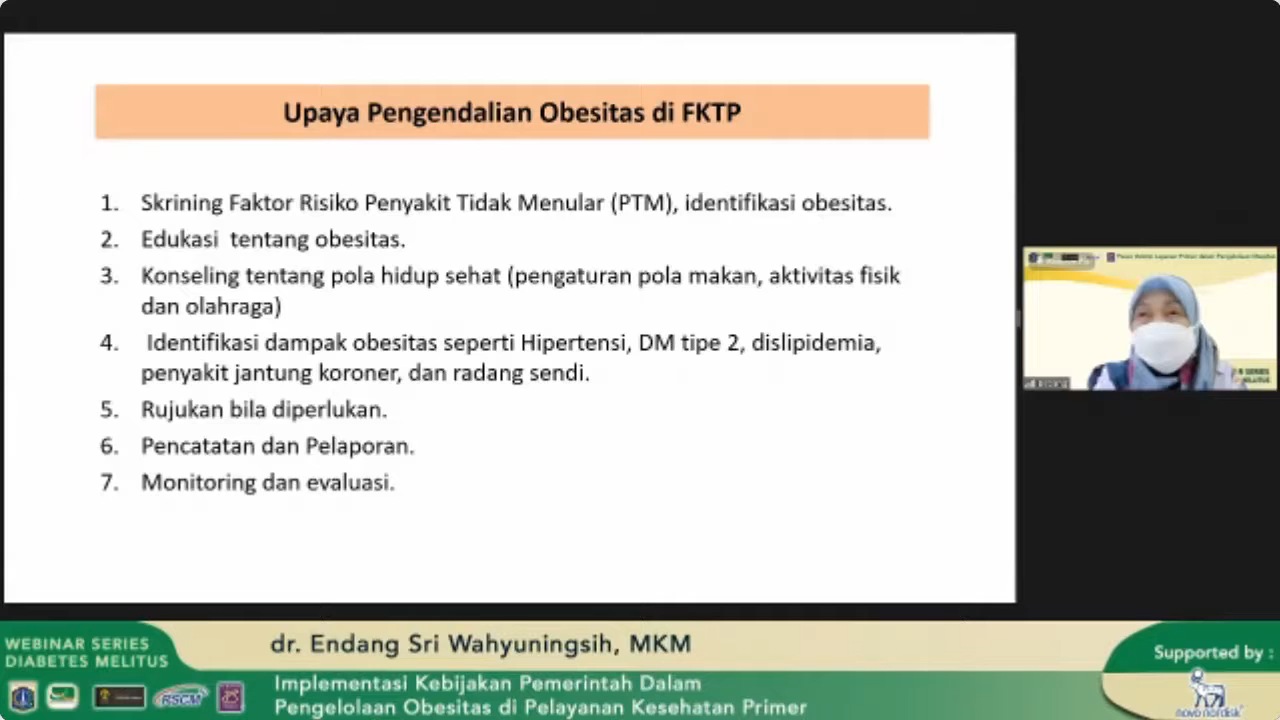 Upaya Pengendalian Obesitas di FKTP
1. Skrining Faktor Risiko Penyakit Tidak Menular (PTM), identifikasi obesitas.
2. Edukasi tentang obesitas.
3. Konseling tentang pola hidup sehat (pengaturan pola makan, aktivitas fisik
dan olahraga)
4. Identifikasi dampak obesitas seperti Hipertensi, DM tipe 2, dislipidemia,
penyakit jantung koroner, dan radang sendi.
5. Rujukan bila diperlukan.
6. Pencatatan dan Pelaporan.
7. Monitoring dan evaluasi.
WEBINAR SERIES
DIABETES MELITUS
dr. Endang Sri Wahyuningsih, MKM
Implementasi Kebijakan Pemerintah Dalam
Pengelolaan Obesitas di Pelayanan Kesehatan Primer
RSCM
Supported by :
novo nordisk